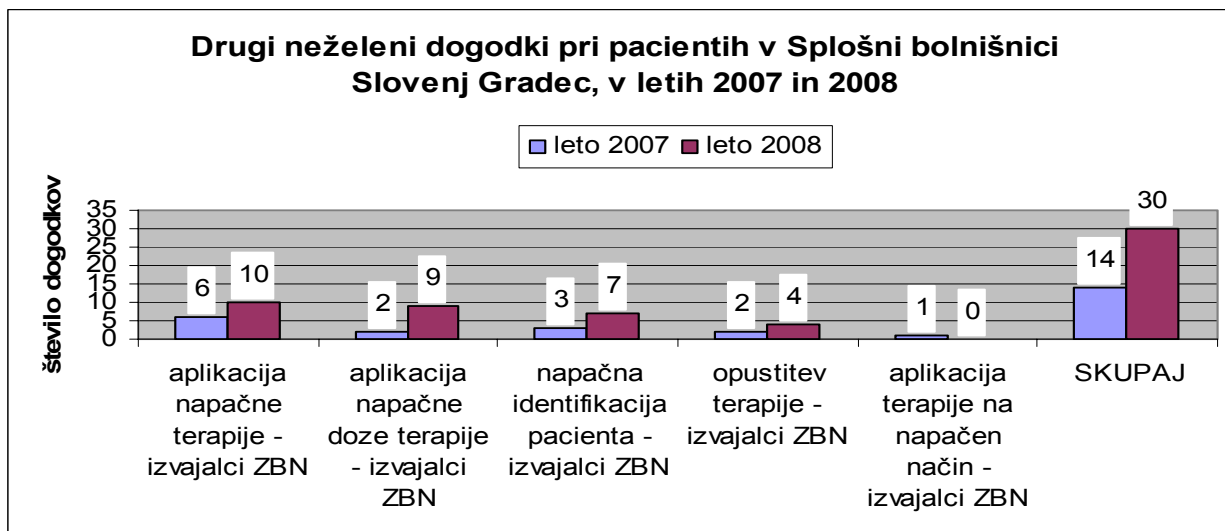 Drugi neželeni dogodki pri pacientih v Splošni bolnišnici
Slovenj Gradec, v letih 2007 in 2008
leto 2007 leto 2008
število dogodkov
35
30
25
20
15
10
5
0
6 10 2 9 3 7 2 4 1 0 14 30
aplikacija
napačne
terapije -
izvajalci ZBN
aplikacija
napačne
doze terapije
- izvajalci
ZBN
napačna
identifikacija
pacienta -
izvajalci ZBN
opustitev
terapije -
izvajalci ZBN
aplikacija
terapije na
napačen
način -
izvajalci ZBN
SKUPAJ